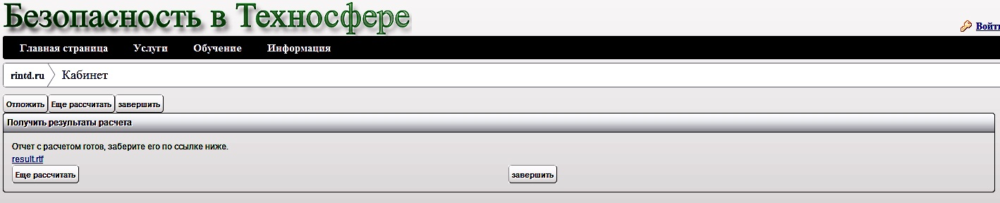 Безопасность в Техносфере
Войти
Главная страница Услуги Обучение Информация
rintd.ru Кабинет
Отложить Еще рассчитать завершить
Получить результаты расчета
Отчет с расчетом готов, заберите его по ссылке ниже.
result.rtf
Еще рассчитать завершить